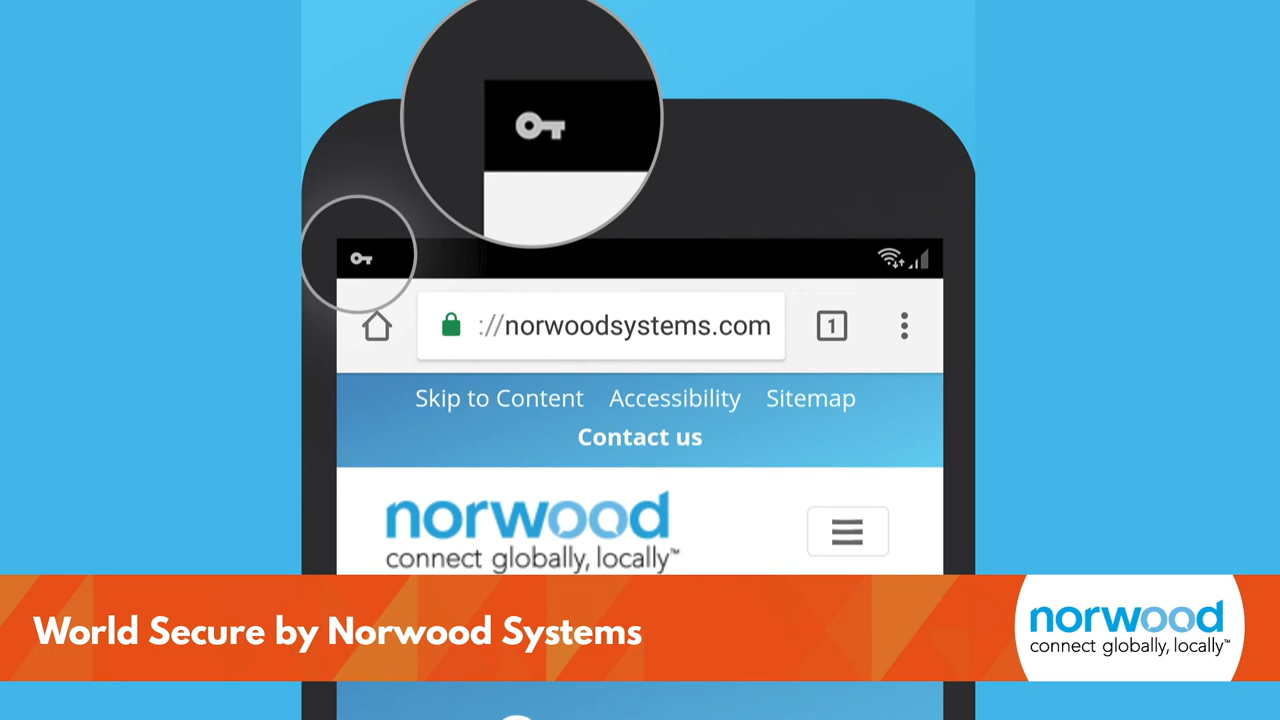 ://norwoodsystems.com
1
Skip to Content Accessibility Sitemap
Contact us
norwood
connect globally, locally™
World Secure by Norwood Systems
norwood
connect globally, locally™